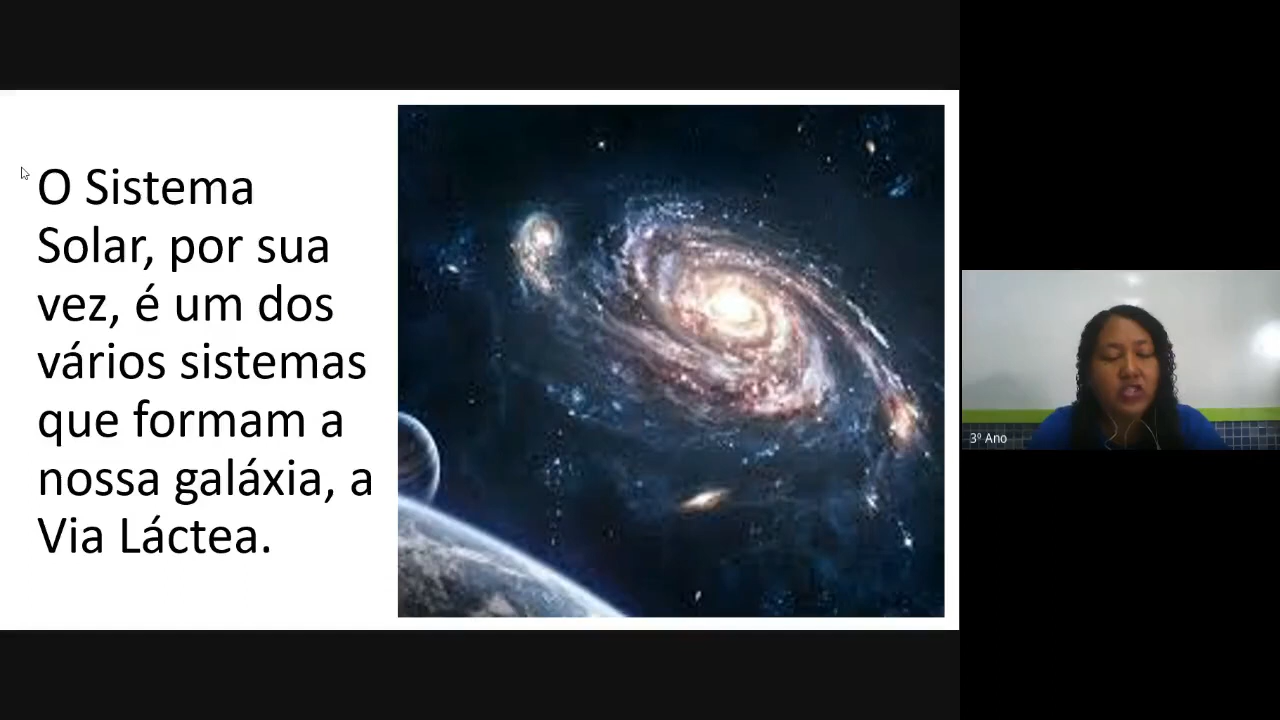 O Sistema
Solar, por sua
vez, é um dos
vários sistemas
que formam a
nossa galáxia, a
Via Láctea.
3º Ano